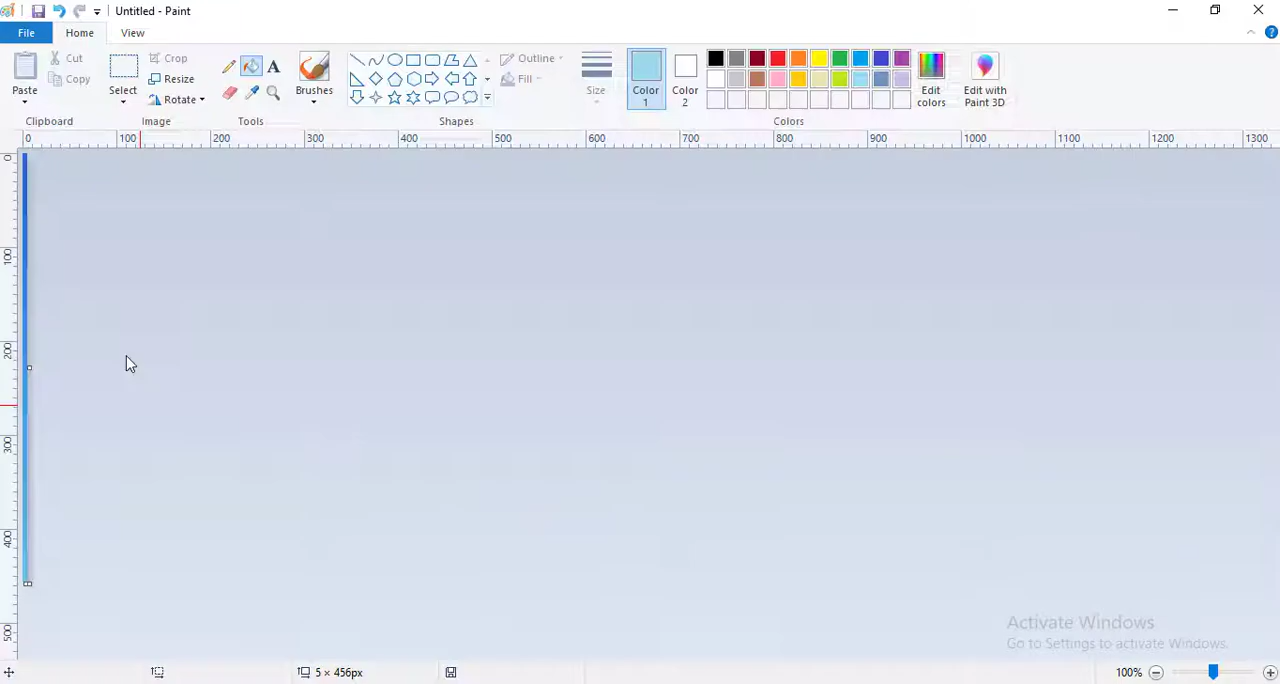 Untitled - Paint
File Home View
Paste
Cut
Copy
Clipboard
Select
Crop
Resize
Rotate
Image
A
Tools
Brushes
Outline
Fill
Shapes
Size
Color 1
Color 2
Edit colors
Edit with Paint 3D
Colors
0 100 200 300 400 500 600 700 800 900 1000 1100 1200 1300
0
100
200
300
400
500
Activate Windows
Go to Settings to activate Windows.
5 × 456px
100%